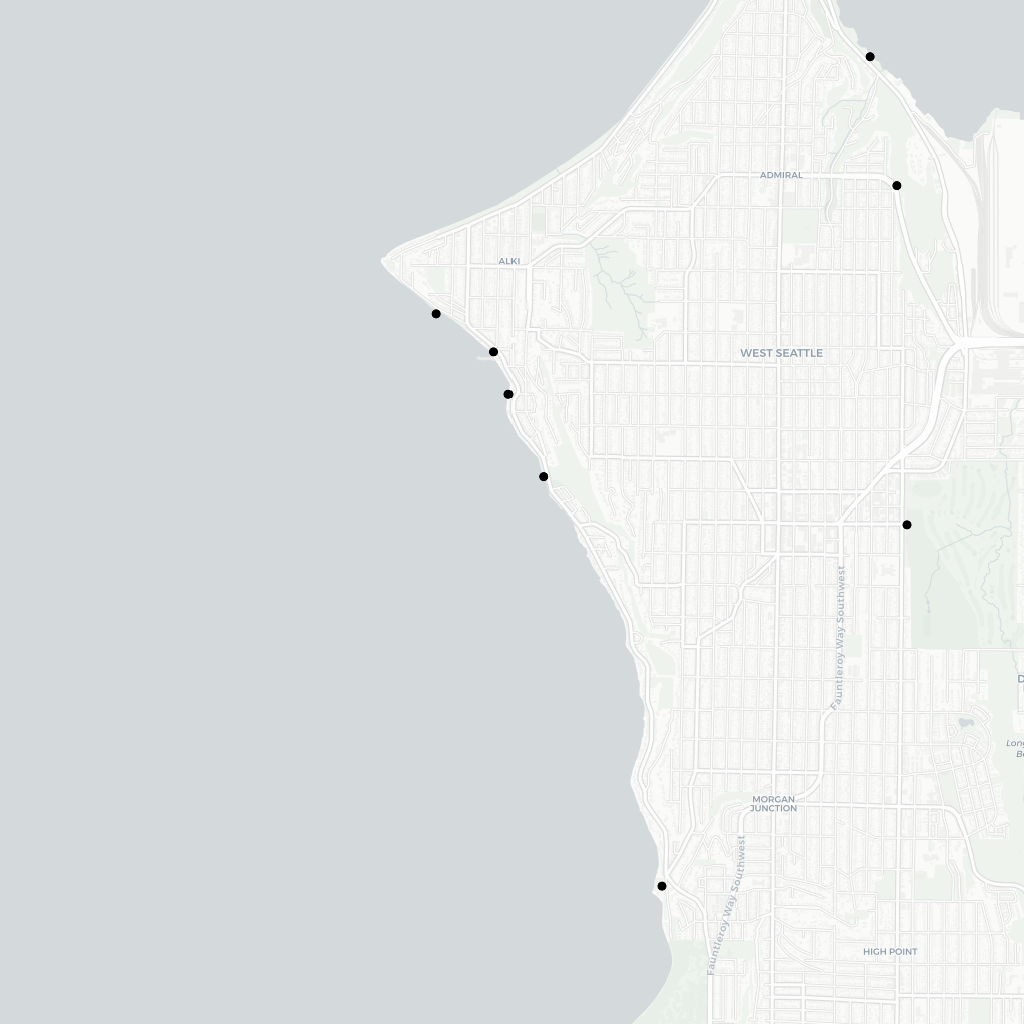 ADMIRAL
ALKI
WEST SEATTLE
Fauntleroy Way Southwest
MORGAN
JUNCTION
Fauntleroy Way Southwest
HIGH POINT